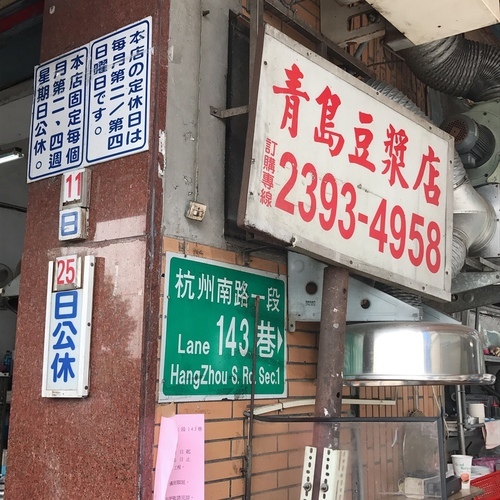 本店の定休日は
毎月第二/第四
日曜日です。
本店固定每個
月第二、四週
星期日公休。
11
日
25
日公休
青島豆漿店
訂購專線
2393-4958
杭州南路一段
Lane 143 巷
HangZhou S. Rd. Sec.1